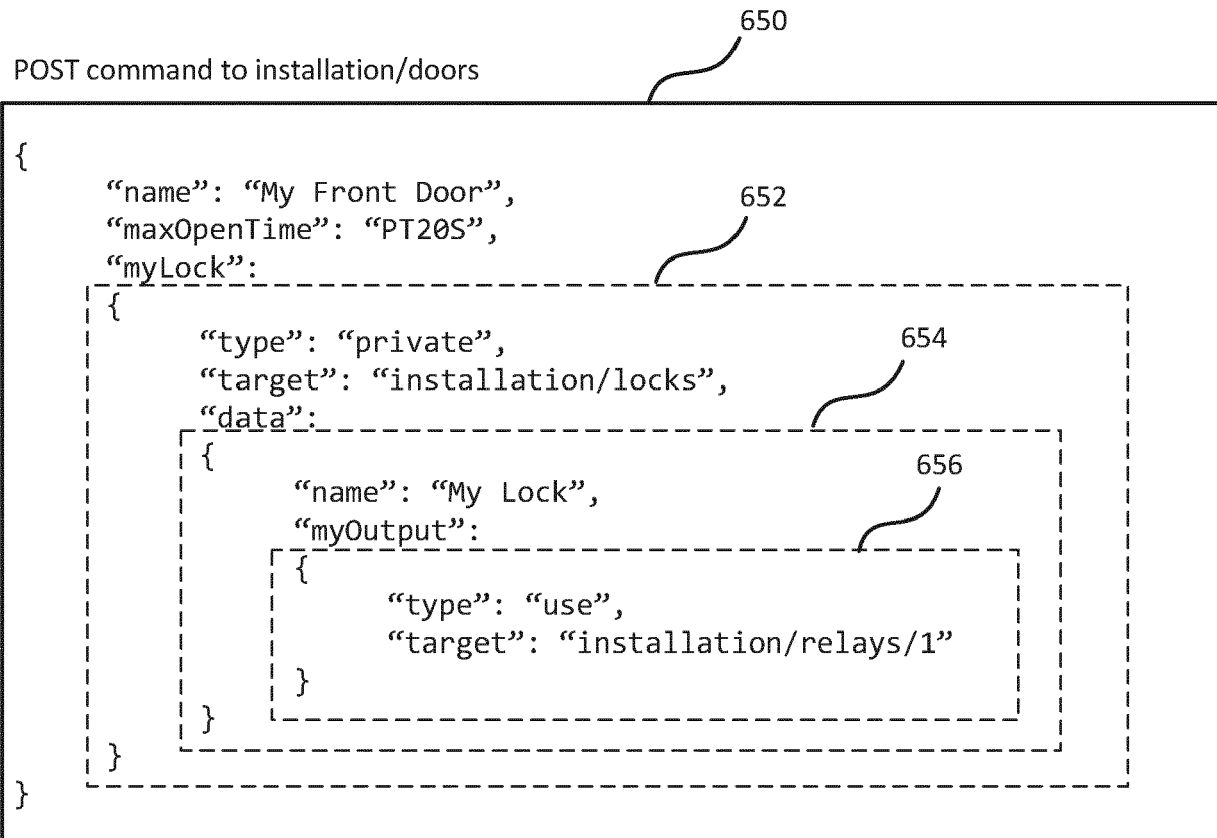 650
POST command to installation/doors
{
“name”: “My Front Door”,
652
“maxOpenTime”: “PT20S”,
“myLock”:
{
“type”: “private”,
654
“target”: “installation/locks”,
“data”:
{
656
“name”: “My Lock”,
“myOutput”:
{
“type”: “use”,
“target”: “installation/relays/1”
}
}
}
}